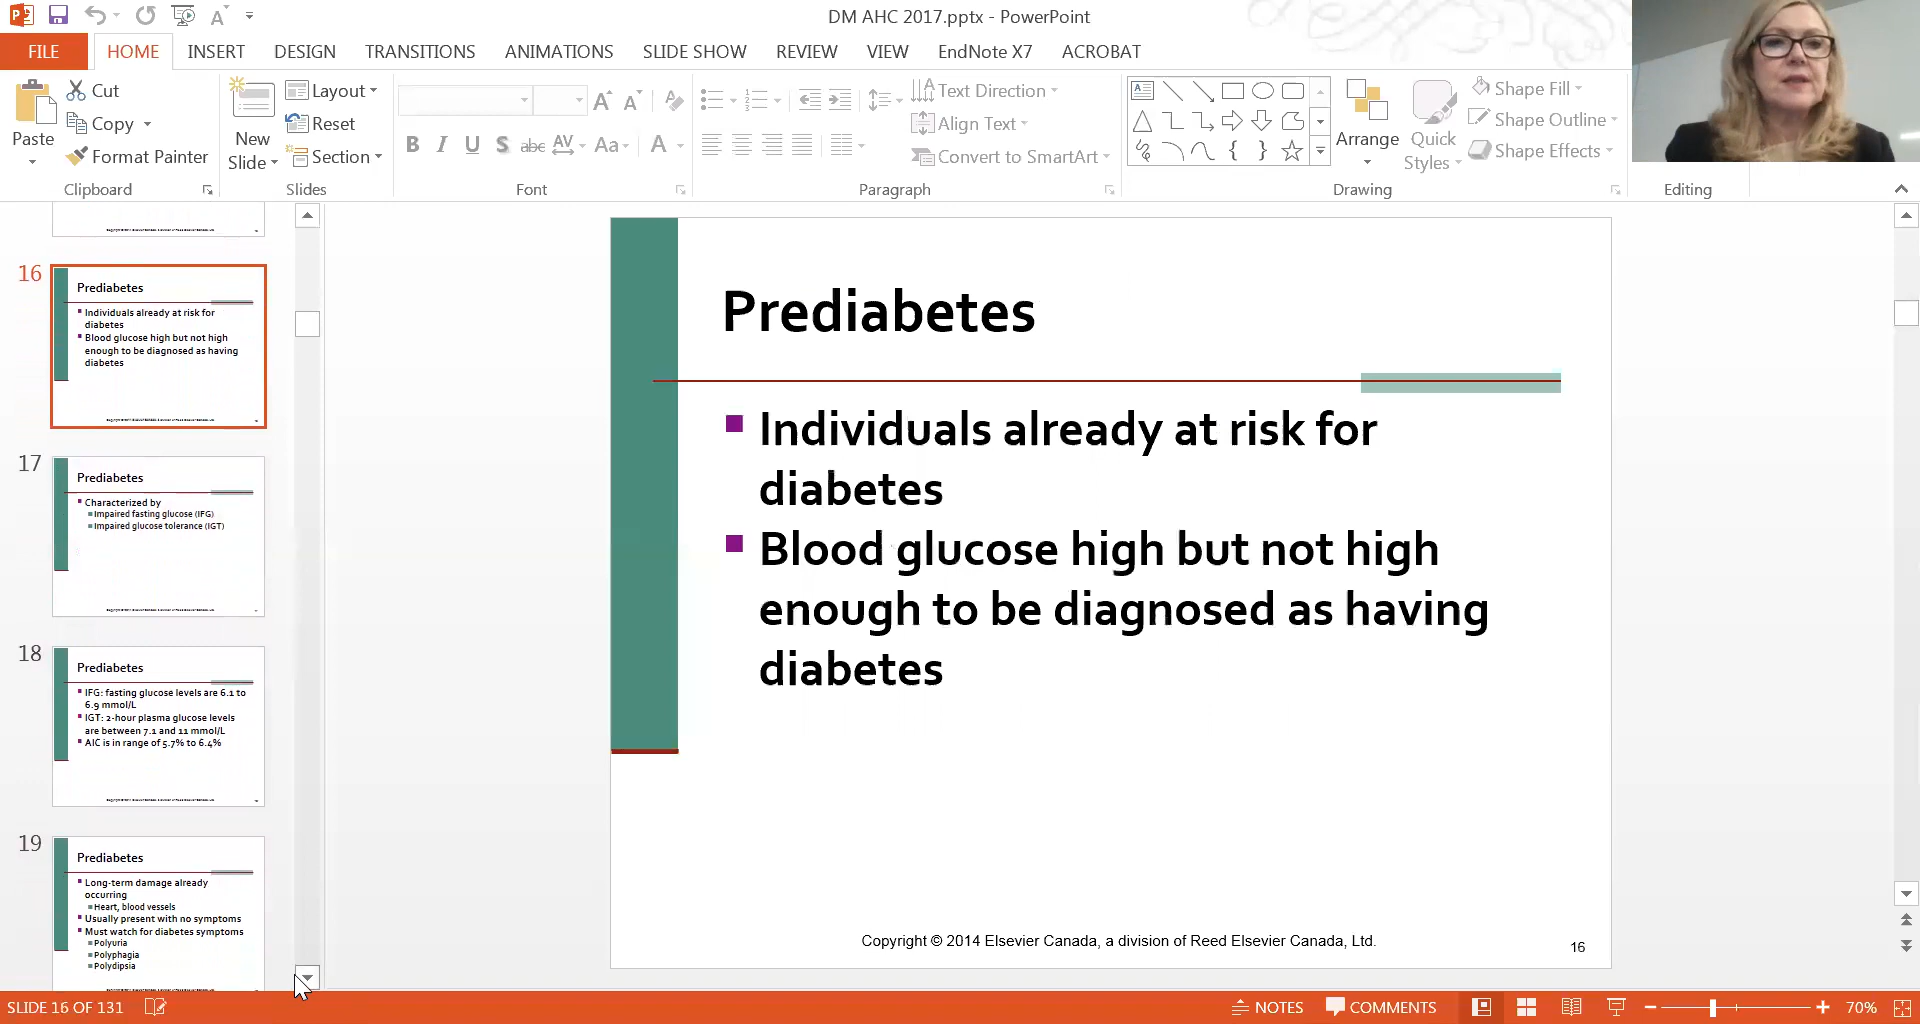 DM AHC 2017.pptx - PowerPoint
FILE HOME INSERT DESIGN TRANSITIONS ANIMATIONS SLIDE SHOW REVIEW VIEW EndNote X7 ACROBAT
Paste
Cut
Copy
Format Painter
Clipboard
New
Slide
Layout
Reset
Section
Slides
B I U S abc AV Aa A
Font
Text Direction
Align Text
Convert to SmartArt
Paragraph
Arrange
Quick
Styles
Shape Fill
Shape Outline
Shape Effects
Drawing
Editing
16
Prediabetes
Individuals already at risk for
diabetes
Blood glucose high but not high
enough to be diagnosed as having
diabetes
17
Prediabetes
Characterized by
Impaired fasting glucose (IFG)
Impaired glucose tolerance (IGT)
18
Prediabetes
IFG: fasting glucose levels are 6.1 to
6.9 mmol/L
IGT: 2-hour plasma glucose levels
are between 7.1 and 11 mmol/L
AIC is in range of 5.7% to 6.4%
19
Prediabetes
Long-term damage already
occurring
Heart, blood vessels
Usually present with no symptoms
Must watch for diabetes symptoms
Polyuria
Polyphagia
Polydipsia
Prediabetes
Individuals already at risk for
diabetes
Blood glucose high but not high
enough to be diagnosed as having
diabetes
Copyright © 2014 Elsevier Canada, a division of Reed Elsevier Canada, Ltd.
16
SLIDE 16 OF 131
NOTES
COMMENTS
70%